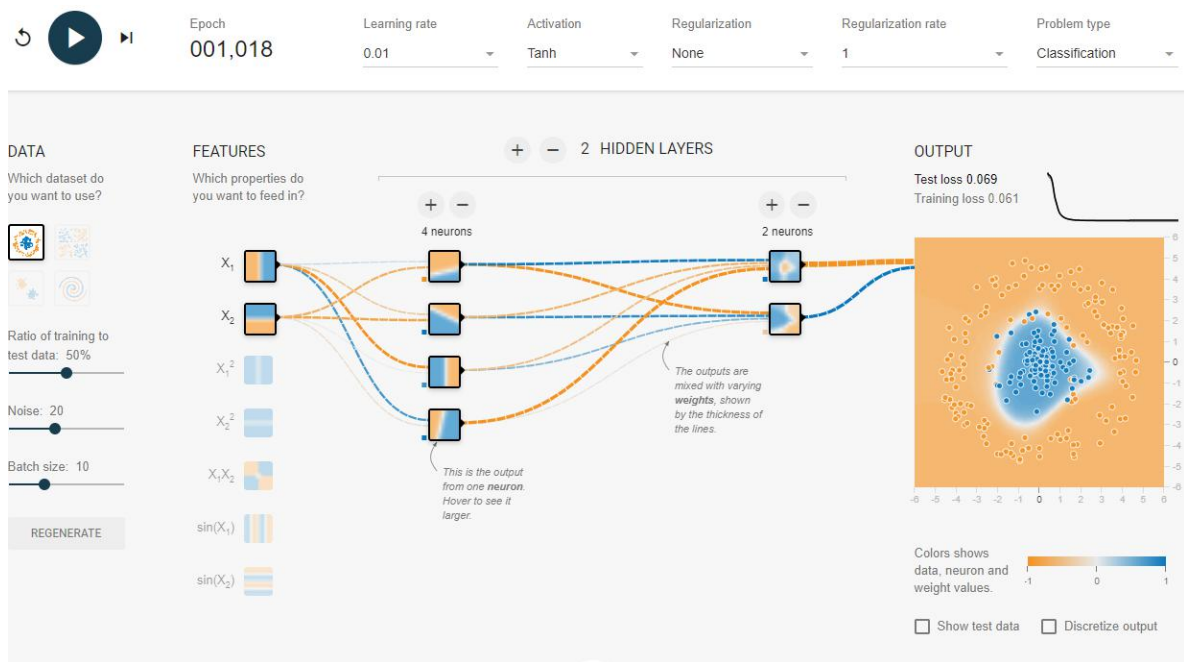 Epoch
001,018
Learning rate
0.01
Activation
Tanh
Regularization
None
Regularization rate
1
Problem type
Classification
DATA
Which dataset do
you want to use?
Ratio of training to
test data: 50%
Noise: 20
Batch size: 10
REGENERATE
FEATURES
Which properties do
you want to feed in?
X₁
X₂
X₁²
X₂²
X₁X₂
sin(X₁)
sin(X₂)
+ − 2 HIDDEN LAYERS
+ −
4 neurons
+ −
2 neurons
This is the output
from one neuron.
Hover to see it
larger.
The outputs are
mixed with varying
weights, shown
by the thickness of
the lines.
OUTPUT
Test loss 0.069
Training loss 0.061
6
5
4
3
2
1
0
-1
-2
-3
-4
-5
-6
-6 -5 -4 -3 -2 -1 0 1 2 3 4 5 6
Colors shows
data, neuron and
weight values.
-1 0 1
Show test data
Discretize output